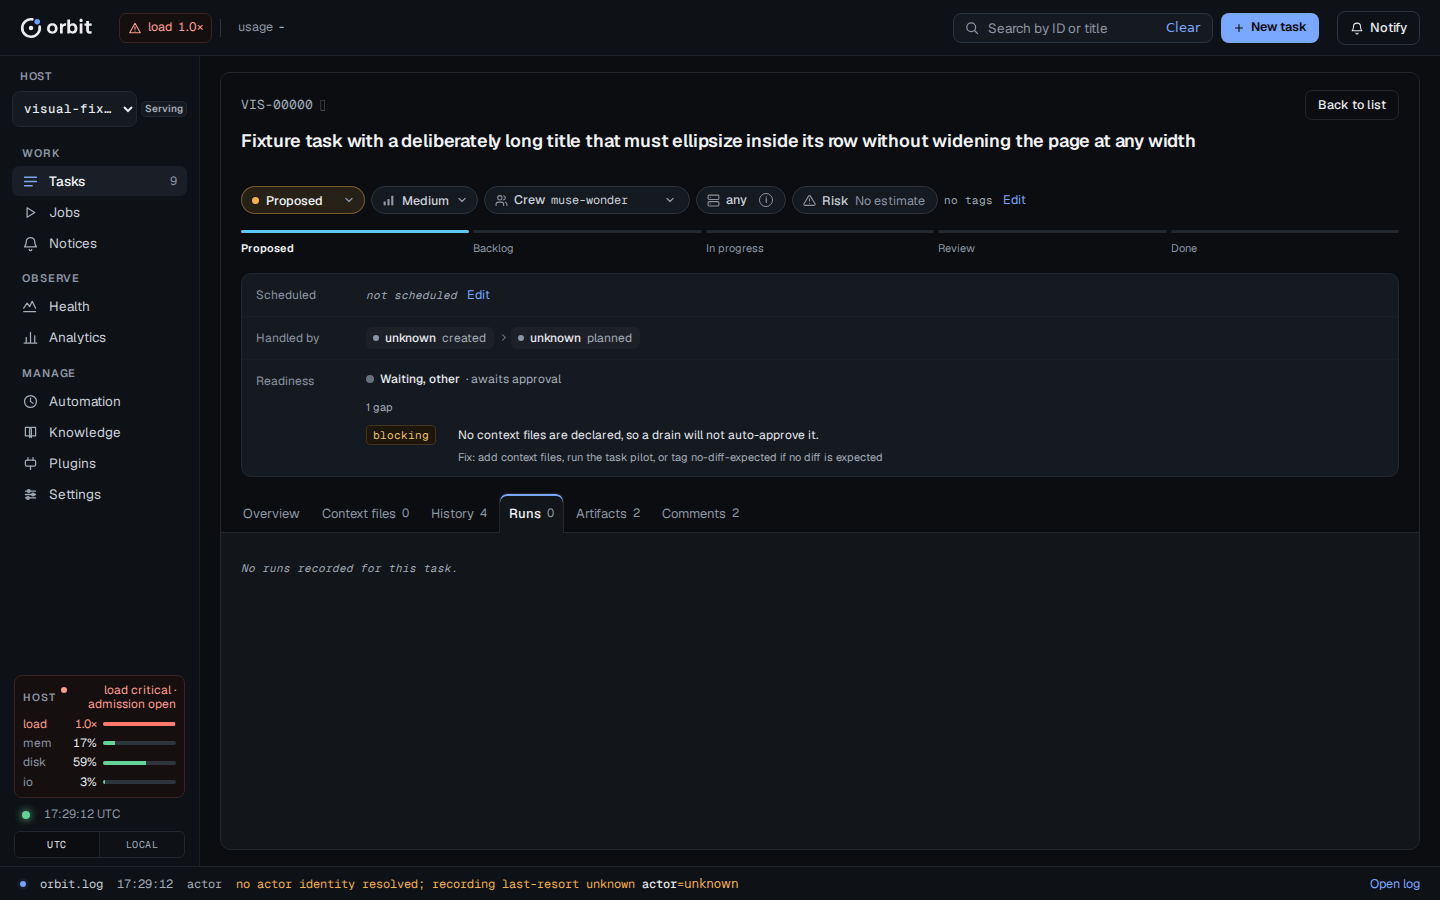 orbit
load 1.0×
usage –
Search by ID or title
Clear
+ New task
Notify
HOST
visual-fix…
Serving
WORK
Tasks 9
Jobs
Notices
OBSERVE
Health
Analytics
MANAGE
Automation
Knowledge
Plugins
Settings
HOST
load critical ·
admission open
load 1.0×
mem 17%
disk 59%
io 3%
17:29:12 UTC
UTC
LOCAL
VIS-00000
Back to list
Fixture task with a deliberately long title that must ellipsize inside its row without widening the page at any width
Proposed
Medium
Crew muse-wonder
any
Risk No estimate
no tags
Edit
Proposed
Backlog
In progress
Review
Done
Scheduled
not scheduled Edit
Handled by
unknown created › unknown planned
Readiness
Waiting, other · awaits approval
1 gap
blocking
No context files are declared, so a drain will not auto-approve it.
Fix: add context files, run the task pilot, or tag no-diff-expected if no diff is expected
Overview
Context files 0
History 4
Runs 0
Artifacts 2
Comments 2
No runs recorded for this task.
orbit.log 17:29:12 actor no actor identity resolved; recording last-resort unknown actor=unknown
Open log